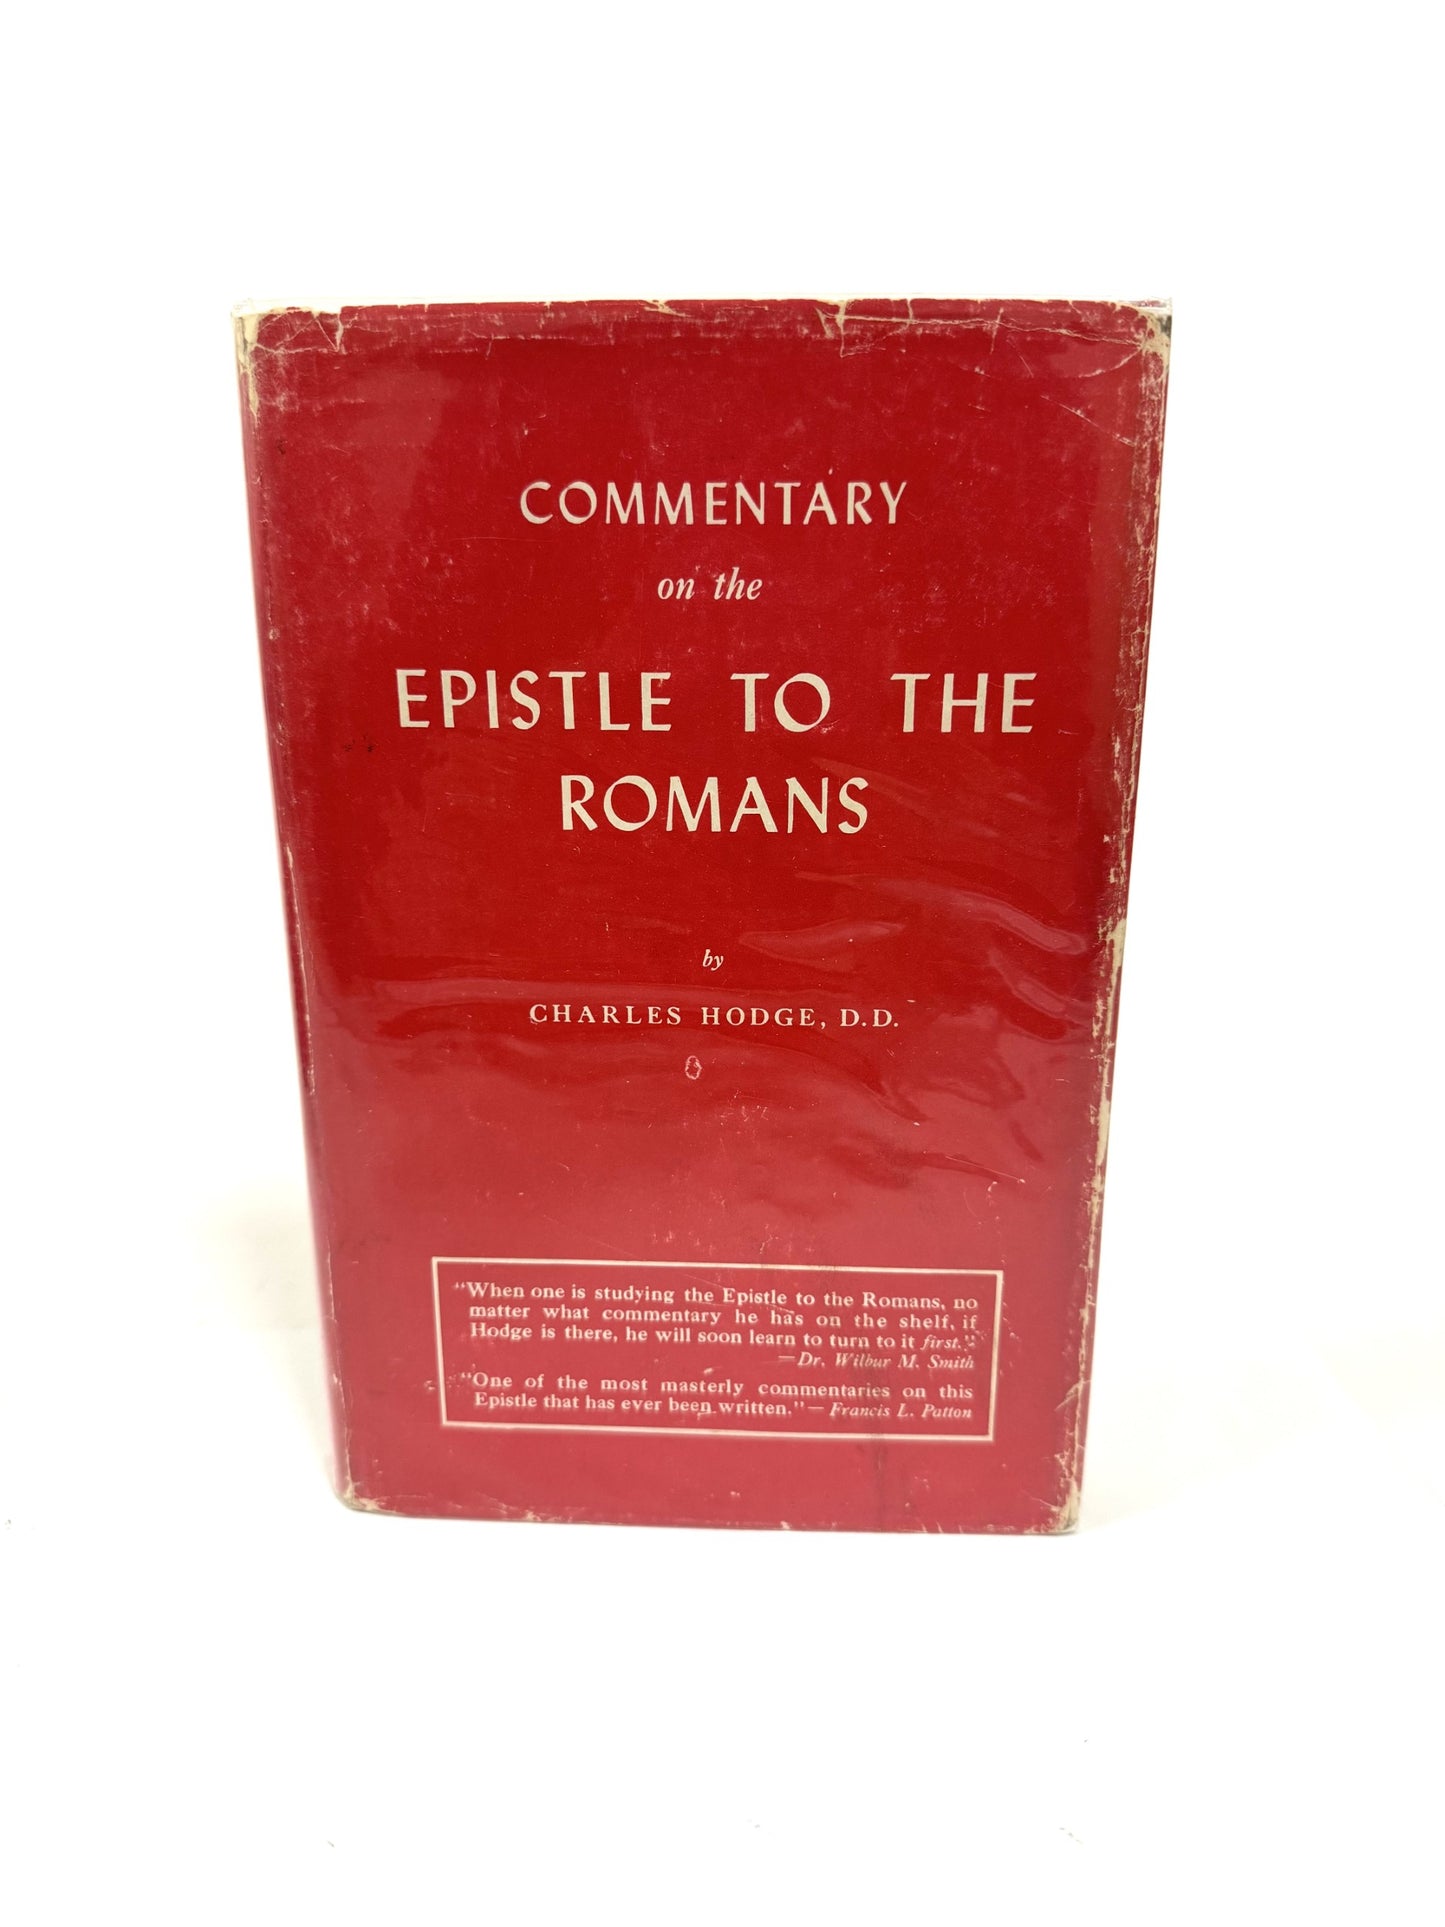 COMMENTARY
on the
EPISTLE TO THE
ROMANS
by
CHARLES HODGE, D.D.
"When one is studying the Epistle to the Romans, no
matter what commentary he has on the shelf, if
Hodge is there, he will soon learn to turn to it first."
—Dr. Wilbur M. Smith
"One of the most masterly commentaries on this
Epistle that has ever been written." — Francis L. Patton